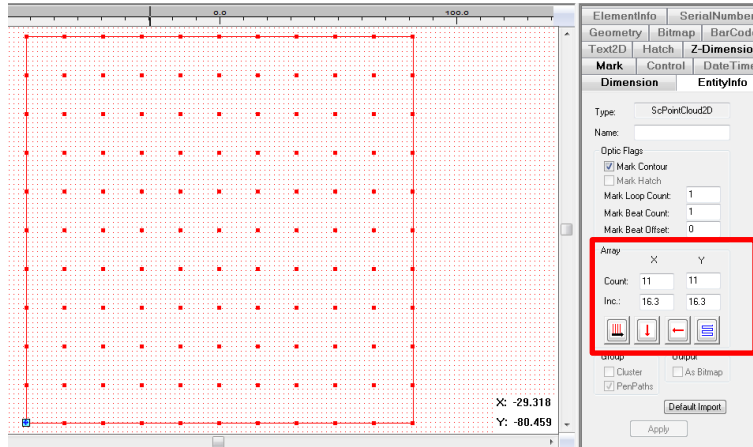 0.0 100.0
X: -29.318
Y: -80.459
ElementInfo SerialNumber
Geometry Bitmap BarCode
Text2D Hatch Z-Dimensio
Mark Control DateTime
Dimension EntityInfo
Type: ScPointCloud2D
Name:
Optic Flags
Mark Contour
Mark Hatch
Mark Loop Count: 1
Mark Beat Count: 1
Mark Beat Offset: 0
Array
X Y
Count: 11 11
Inc.: 16.3 16.3
Group Output
Cluster As Bitmap
PenPaths
Default Import
Apply